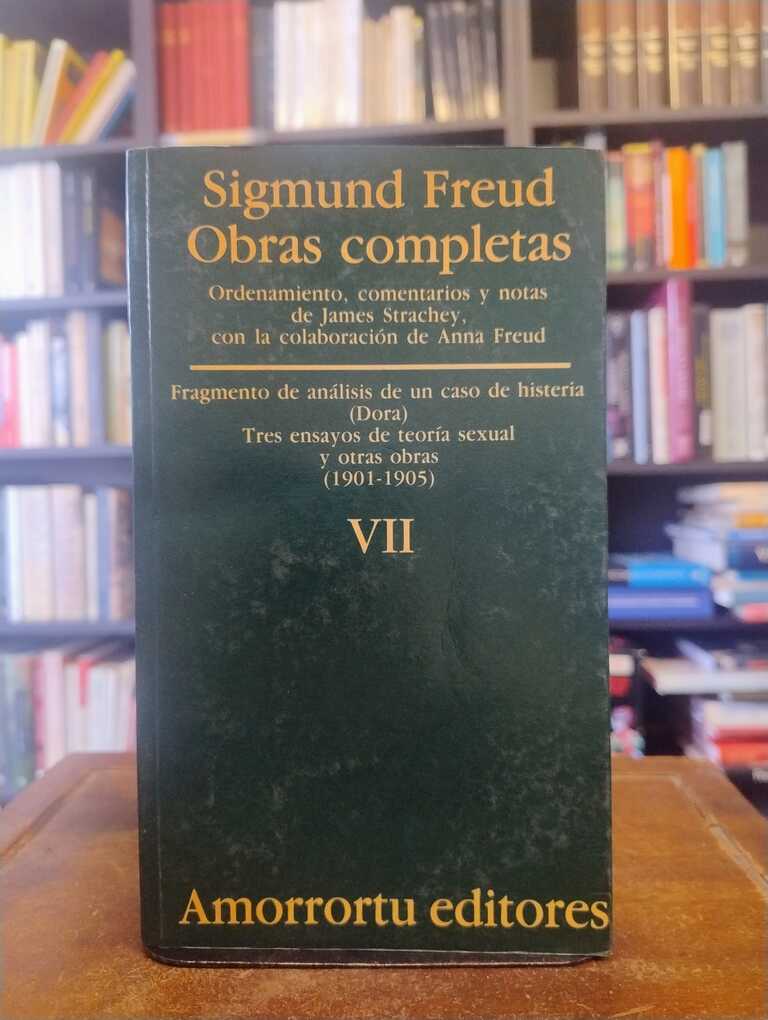 Sigmund Freud
Obras completas
Ordenamiento, comentarios y notas
de James Strachey,
con la colaboración de Anna Freud
Fragmento de análisis de un caso de histeria
(Dora)
Tres ensayos de teoría sexual
y otras obras
(1901-1905)
VII
Amorrortu editores